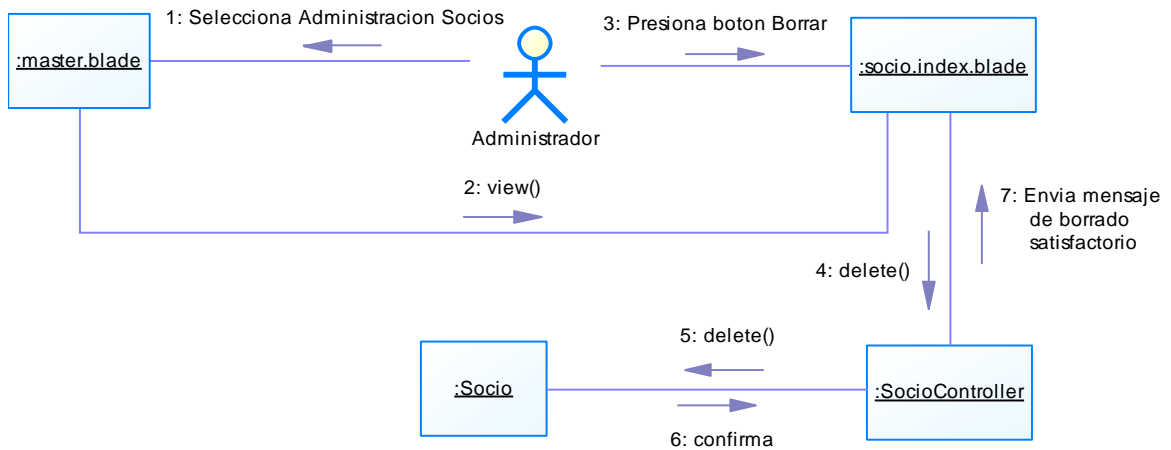 1: Selecciona Administracion Socios
3: Presiona boton Borrar
:master.blade
:socio.index.blade
Administrador
2: view()
7: Envia mensaje
de borrado
satisfactorio
4: delete()
5: delete()
:Socio
:SocioController
6: confirma